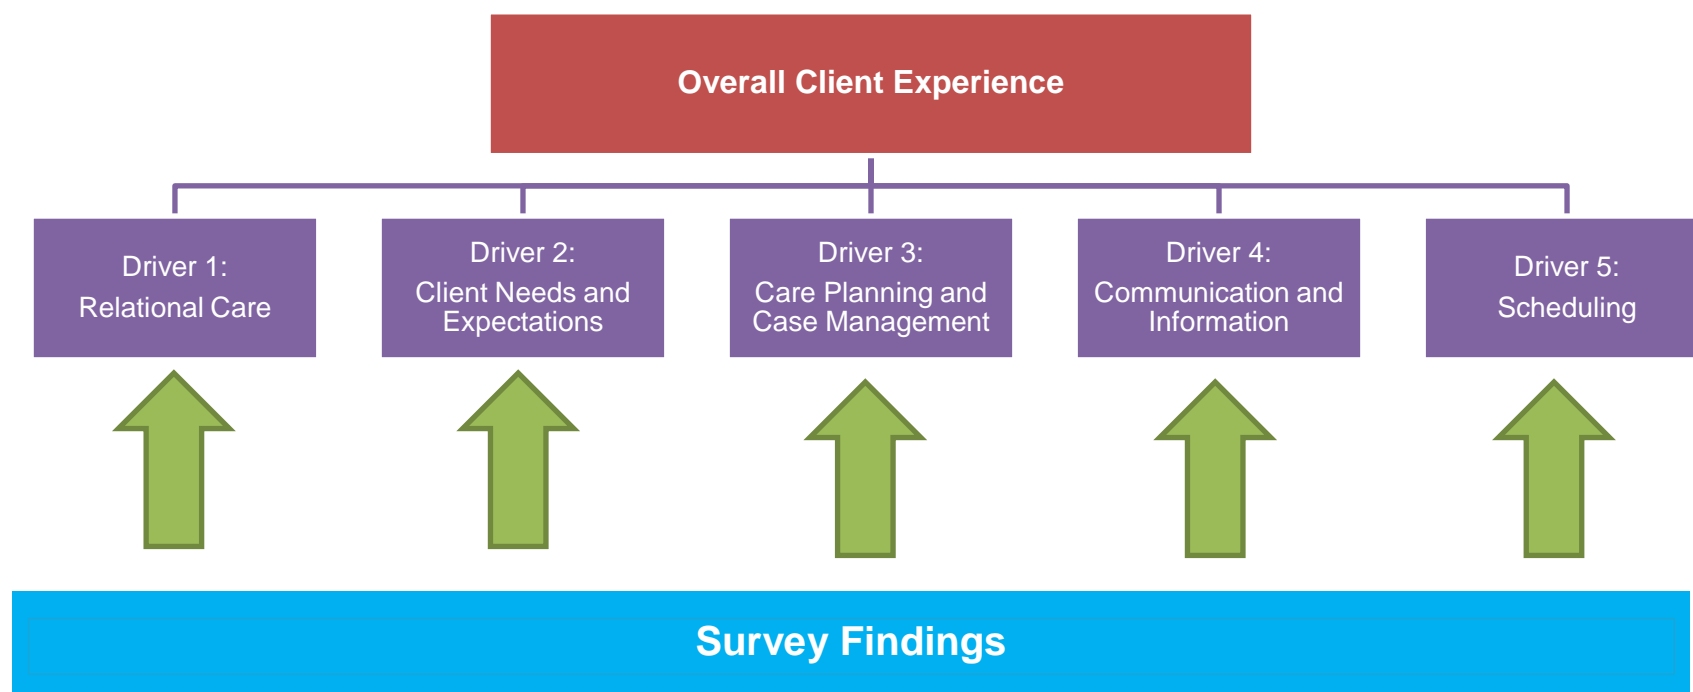 Overall Client Experience
Driver 1:
Relational Care
Driver 2:
Client Needs and
Expectations
Driver 3:
Care Planning and
Case Management
Driver 4:
Communication and
Information
Driver 5:
Scheduling
Survey Findings